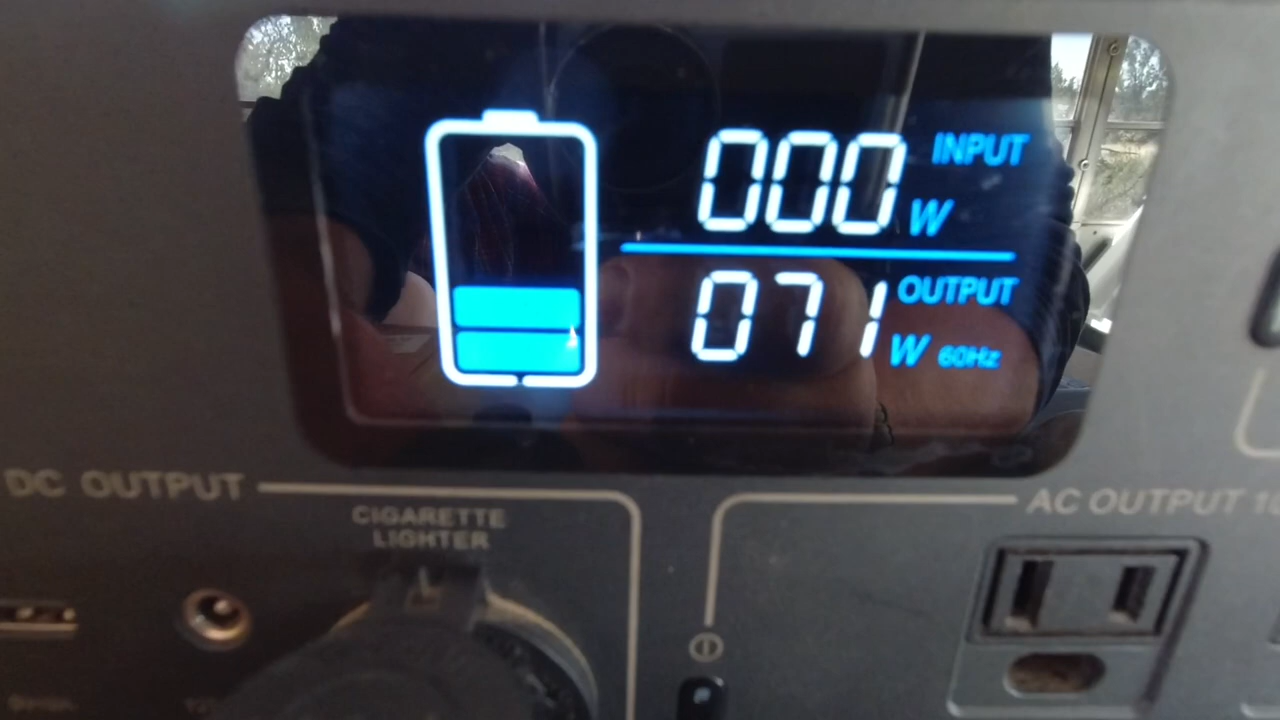 000 INPUT
W
071 OUTPUT
W 60Hz
DC OUTPUT
AC OUTPUT
CIGARETTE
LIGHTER